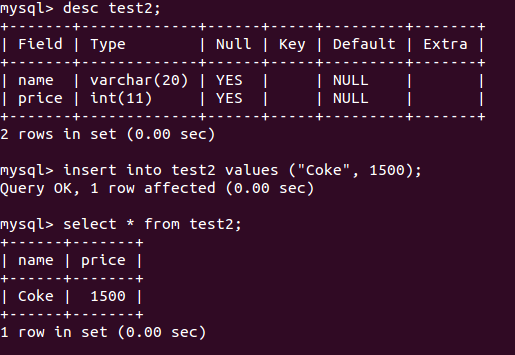 mysql> desc test2;
+-------+-------------+------+-----+---------+-------+
| Field | Type        | Null | Key | Default | Extra |
+-------+-------------+------+-----+---------+-------+
| name  | varchar(20) | YES  |     | NULL    |       |
| price | int(11)     | YES  |     | NULL    |       |
+-------+-------------+------+-----+---------+-------+
2 rows in set (0.00 sec)

mysql> insert into test2 values ("Coke", 1500);
Query OK, 1 row affected (0.00 sec)

mysql> select * from test2;
+------+-------+
| name | price |
+------+-------+
| Coke |  1500 |
+------+-------+
1 row in set (0.00 sec)